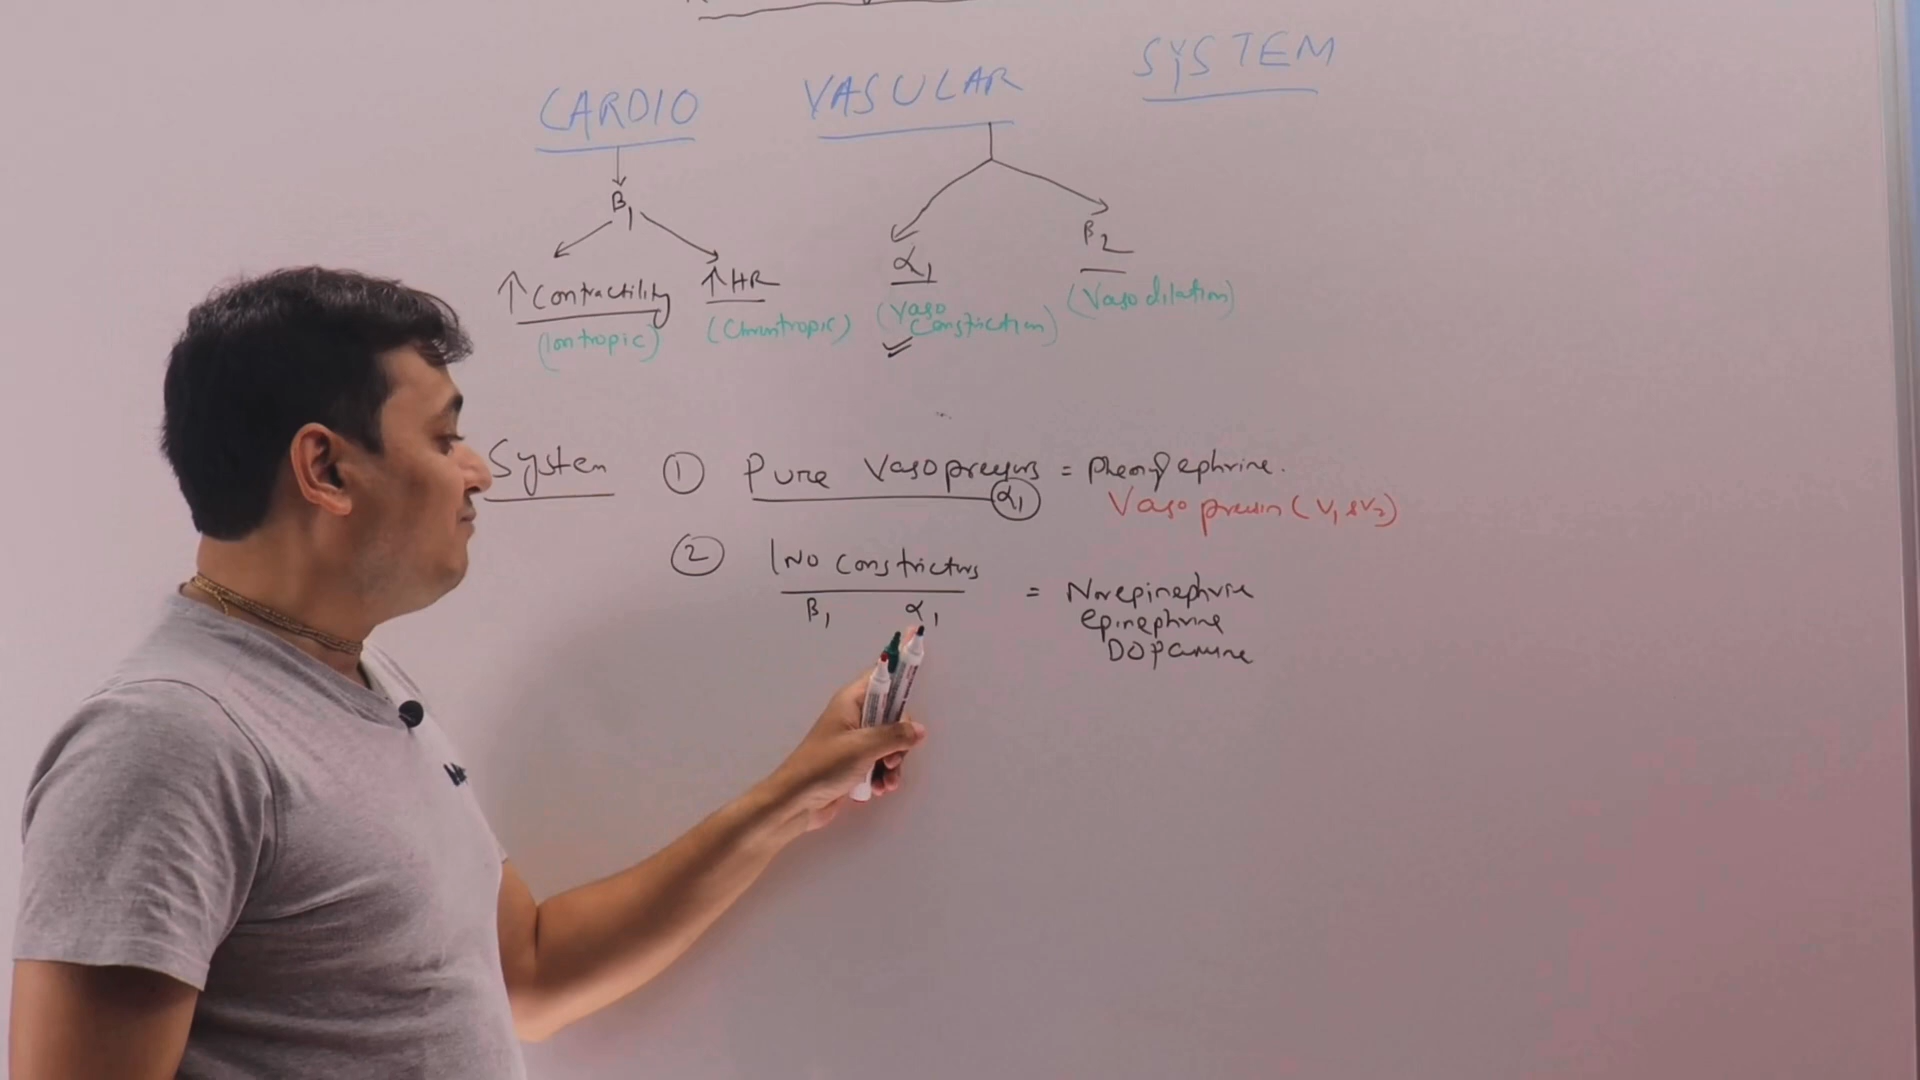 CARDIO VASULAR SYSTEM
β1
α1 β2
↑ Contractility ↑ HR
(Iontropic) (Chrontropic) (Vaso Constriction) (Vaso dilation)
System ① Pure Vasopressors = Phenylephrine.
α1 Vasopressin (V1 & V2)
② INO Constrictors
= Norepinephrine
β1 α1 epinephrine
DOpamine